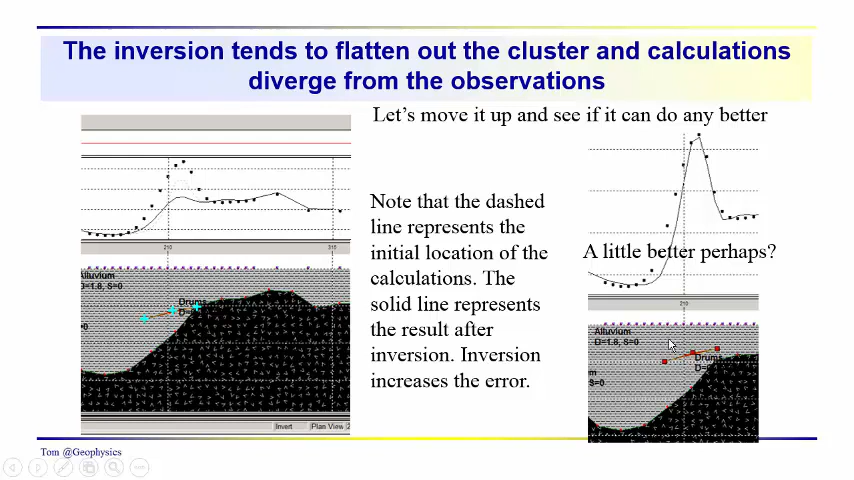 The inversion tends to flatten out the cluster and calculations
diverge from the observations
Let's move it up and see if it can do any better
Note that the dashed
line represents the
initial location of the
calculations. The
solid line represents
the result after
inversion. Inversion
increases the error.
210
315
Alluvium
D=1.8, S=0
Drums
Invert
Plan View
A little better perhaps?
210
Alluvium
D=1.8, S=0
Drums
S=0
Tom @Geophysics